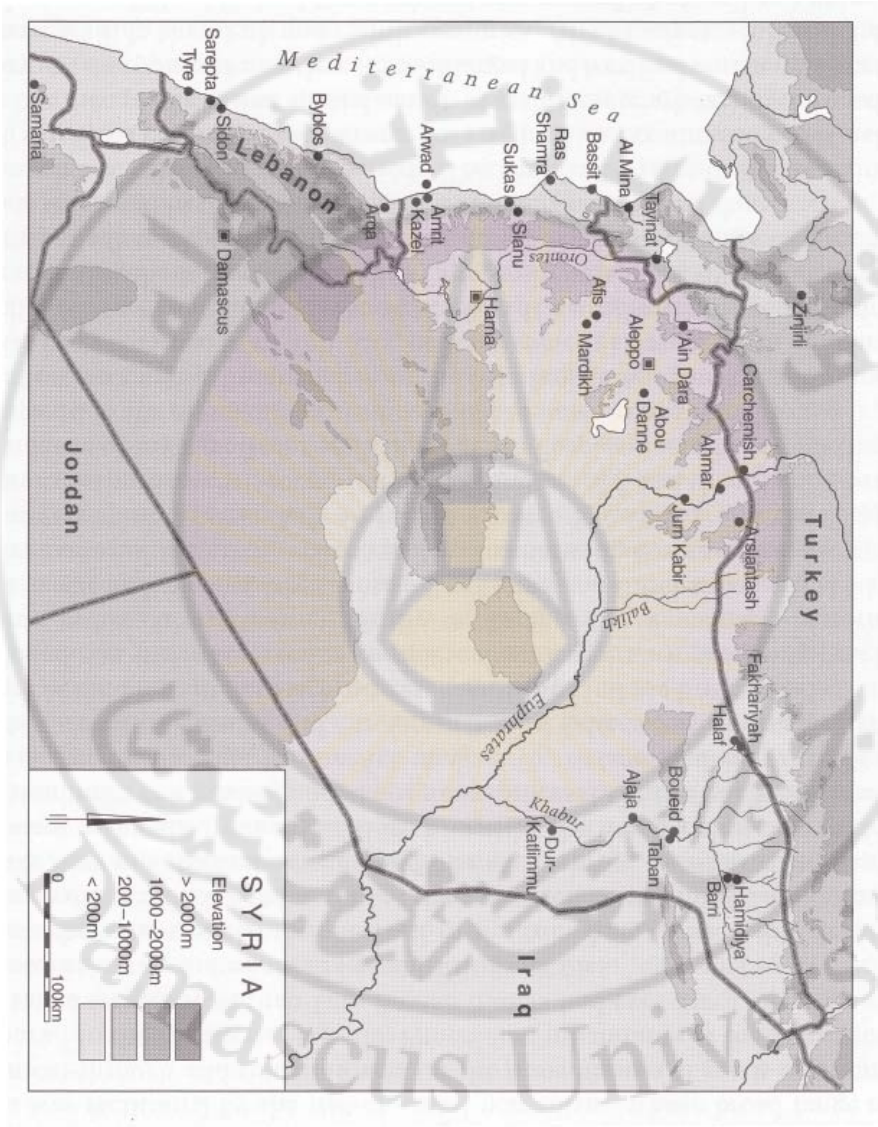 Mediterranean Sea
Turkey
Zinjirli
Carchemish
Arslantash
Fakhariyah
Halaf
Hamidiya
Barri
Al Mina
Tayinat
'Ain Dara
Ahmar
Jurn Kabir
Bassit
Ras
Shamra
Orontes
Afis
Mardikh
Aleppo
Abou
Danne
Balikh
Boueid
Taban
Ajaja
Khabur
Dur-
Katlimmu
Sukas
Sianu
Hama
Euphrates
Arwad
Amrit
Kazel
Arqa
Byblos
Lebanon
Sidon
Sarepta
Tyre
Damascus
Samaria
Jordan
Iraq
SYRIA
Elevation
> 2000m
1000–2000m
200–1000m
< 200m
0 100km
Damascus Univers